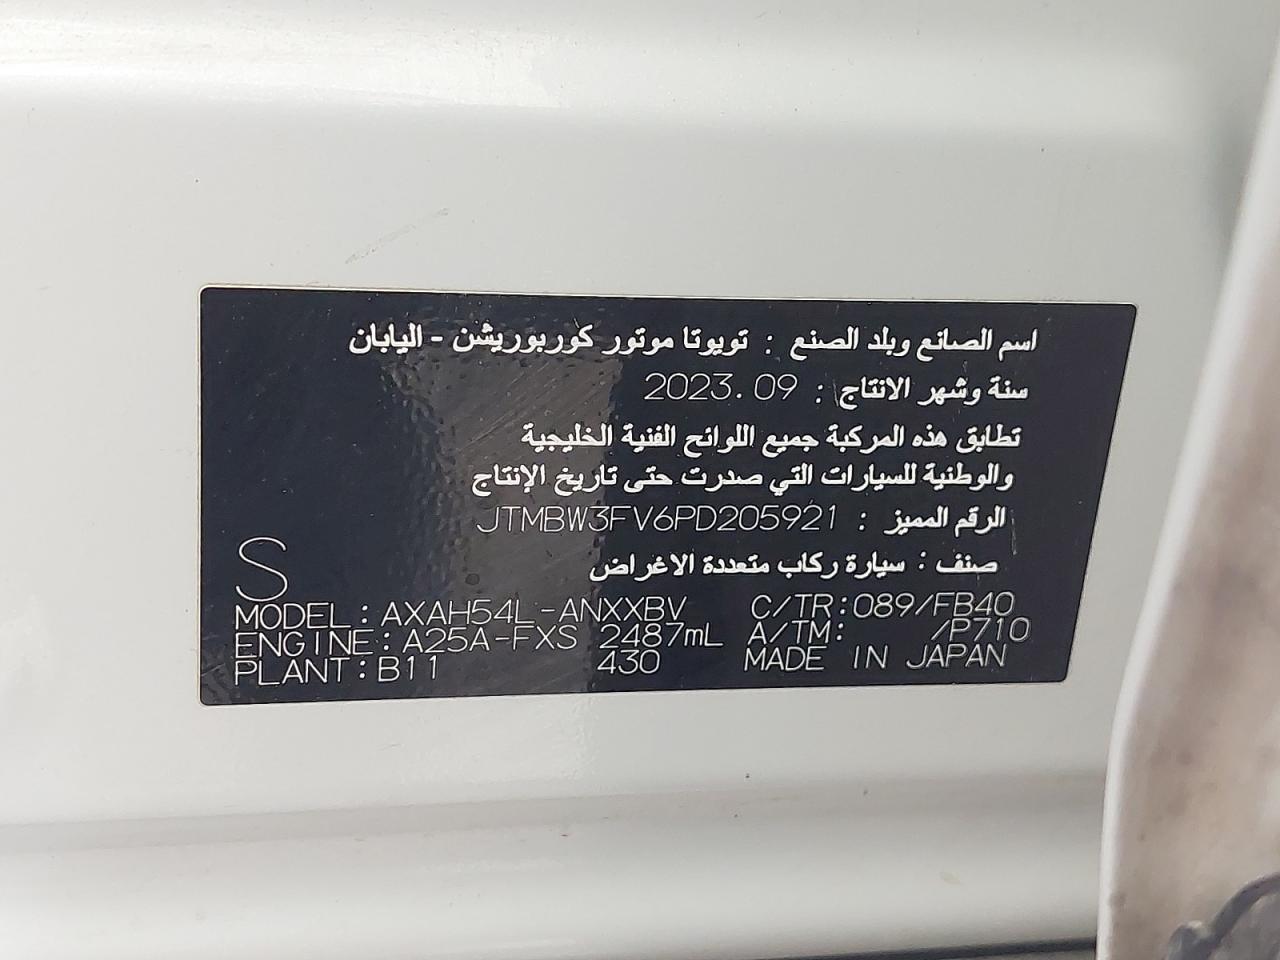 اسم الصانع وبلد الصنع : تويوتا موتور كوربوريشن - اليابان
سنة وشهر الانتاج : 2023.09
تطابق هذه المركبة جميع اللوائح الفنية الخليجية
والوطنية للسيارات التي صدرت حتى تاريخ الإنتاج
الرقم المميز : JTMBW3FV6PD205921
صنف : سيارة ركاب متعددة الاغراض
S
MODEL : AXAH54L-ANXXBV C/TR:089/FB40
ENGINE : A25A-FXS 2487mL A/TM: /P710
PLANT : B11 430 MADE IN JAPAN